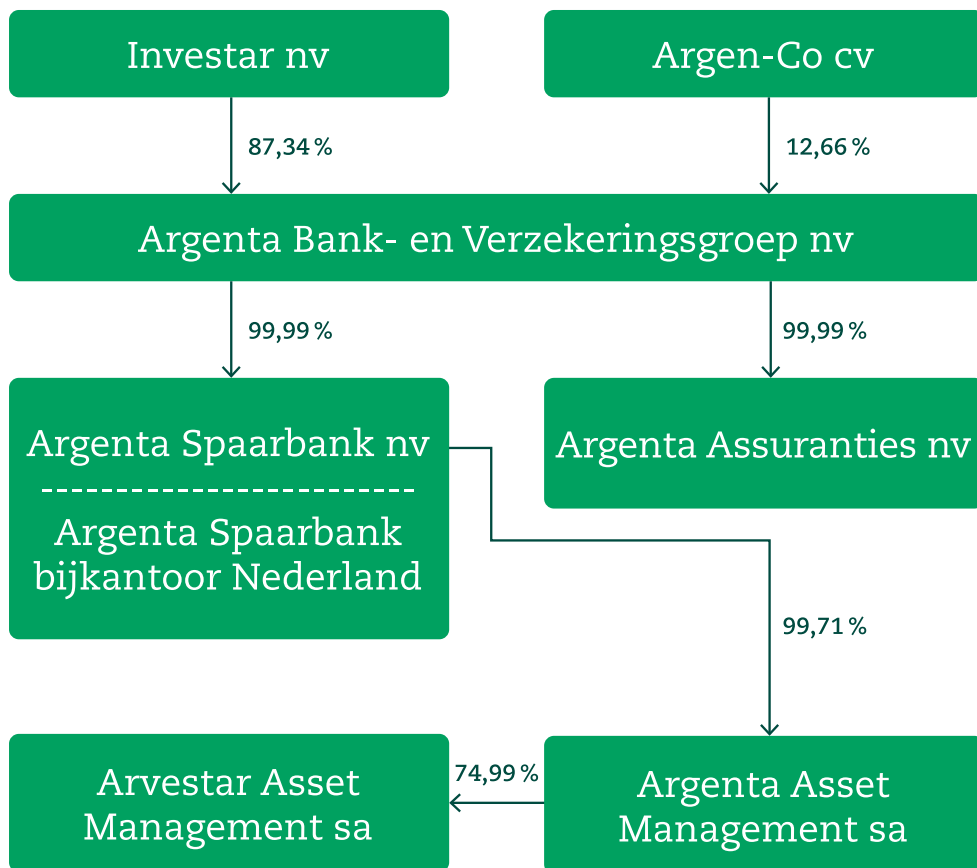 Investar nv
Argen-Co cv
87,34 %
12,66 %
Argenta Bank- en Verzekeringsgroep nv
99,99 %
99,99 %
Argenta Spaarbank nv
Argenta Spaarbank
bijkantoor Nederland
Argenta Assuranties nv
99,71 %
Arvestar Asset
Management sa
74,99%
Argenta Asset
Management sa